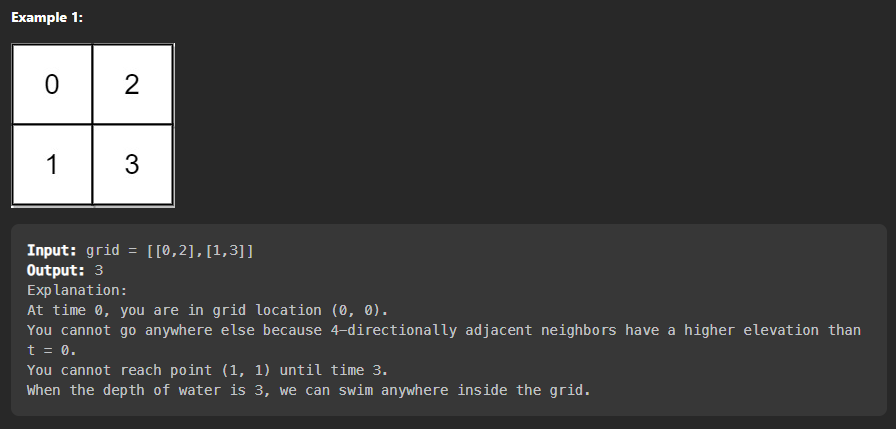 Example 1:
0 2
1 3
Input: grid = [[0,2],[1,3]]
Output: 3
Explanation:
At time 0, you are in grid location (0, 0).
You cannot go anywhere else because 4–directionally adjacent neighbors have a higher elevation than
t = 0.
You cannot reach point (1, 1) until time 3.
When the depth of water is 3, we can swim anywhere inside the grid.